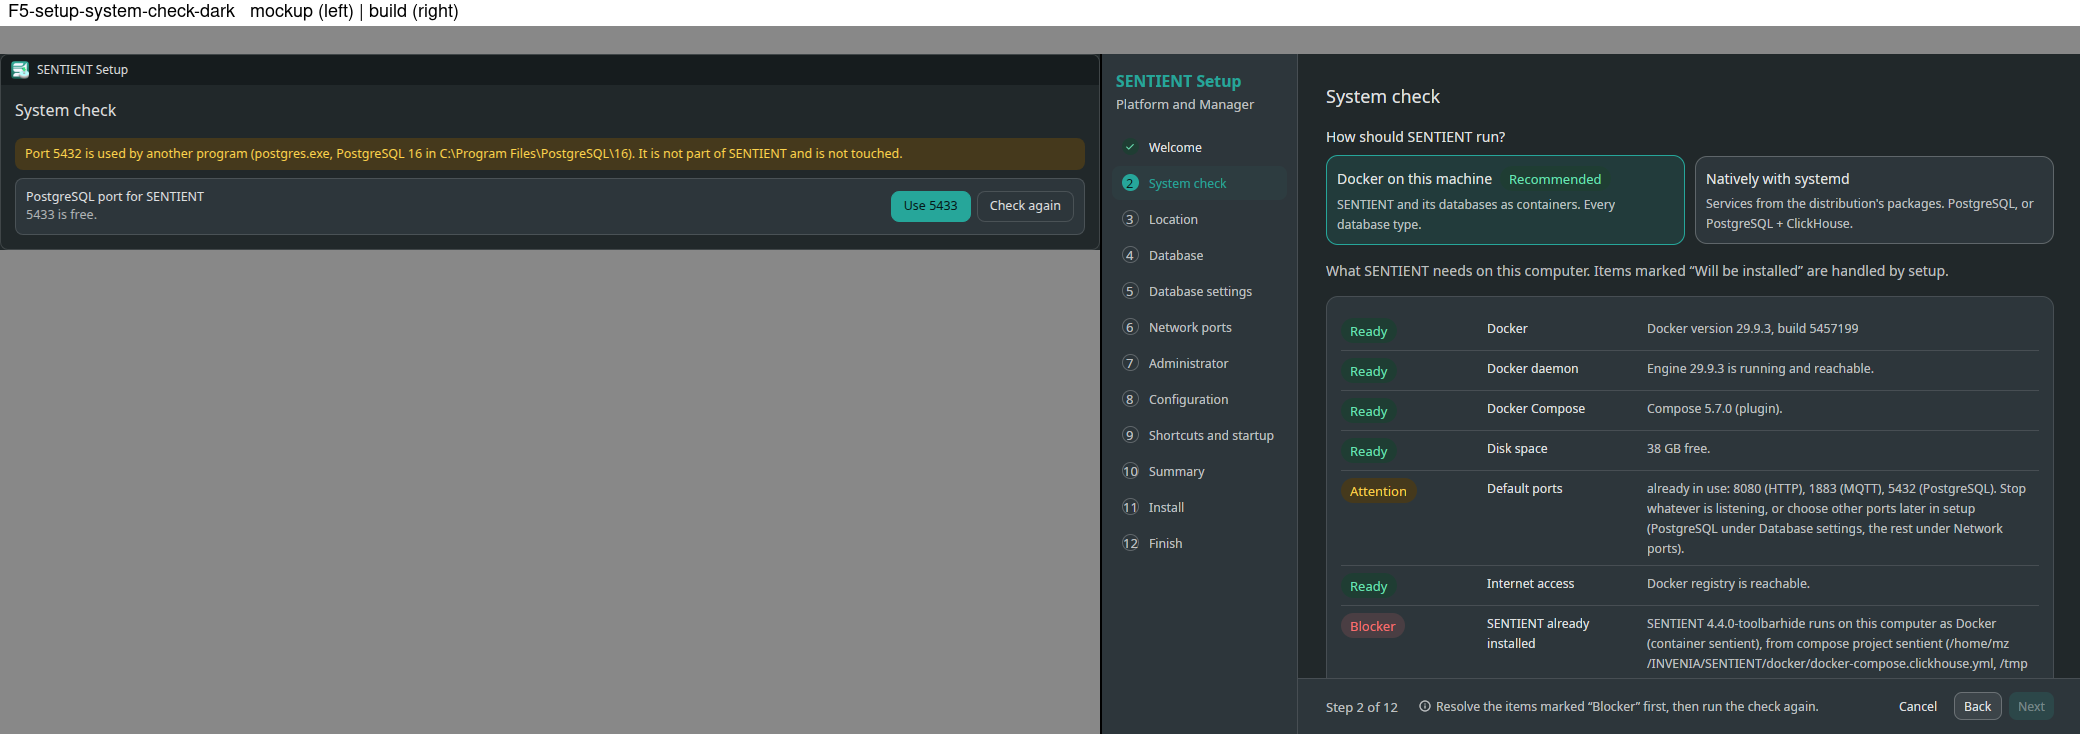 F5-setup-system-check-dark mockup (left) | build (right)
SENTIENT Setup
System check
Port 5432 is used by another program (postgres.exe, PostgreSQL 16 in C:\Program Files\PostgreSQL\16). It is not part of SENTIENT and is not touched.
PostgreSQL port for SENTIENT
5433 is free.
Use 5433
Check again
SENTIENT Setup
Platform and Manager
Welcome
2 System check
3 Location
4 Database
5 Database settings
6 Network ports
7 Administrator
8 Configuration
9 Shortcuts and startup
10 Summary
11 Install
12 Finish
System check
How should SENTIENT run?
Docker on this machine Recommended
SENTIENT and its databases as containers. Every
database type.
Natively with systemd
Services from the distribution's packages. PostgreSQL, or
PostgreSQL + ClickHouse.
What SENTIENT needs on this computer. Items marked “Will be installed” are handled by setup.
Ready Docker Docker version 29.9.3, build 5457199
Ready Docker daemon Engine 29.9.3 is running and reachable.
Ready Docker Compose Compose 5.7.0 (plugin).
Ready Disk space 38 GB free.
Attention Default ports already in use: 8080 (HTTP), 1883 (MQTT), 5432 (PostgreSQL). Stop
whatever is listening, or choose other ports later in setup
(PostgreSQL under Database settings, the rest under Network
ports).
Ready Internet access Docker registry is reachable.
Blocker SENTIENT already
installed
SENTIENT 4.4.0-toolbarhide runs on this computer as Docker
(container sentient), from compose project sentient (/home/mz
/INVENIA/SENTIENT/docker/docker-compose.clickhouse.yml, /tmp
Step 2 of 12
Resolve the items marked “Blocker” first, then run the check again.
Cancel
Back
Next